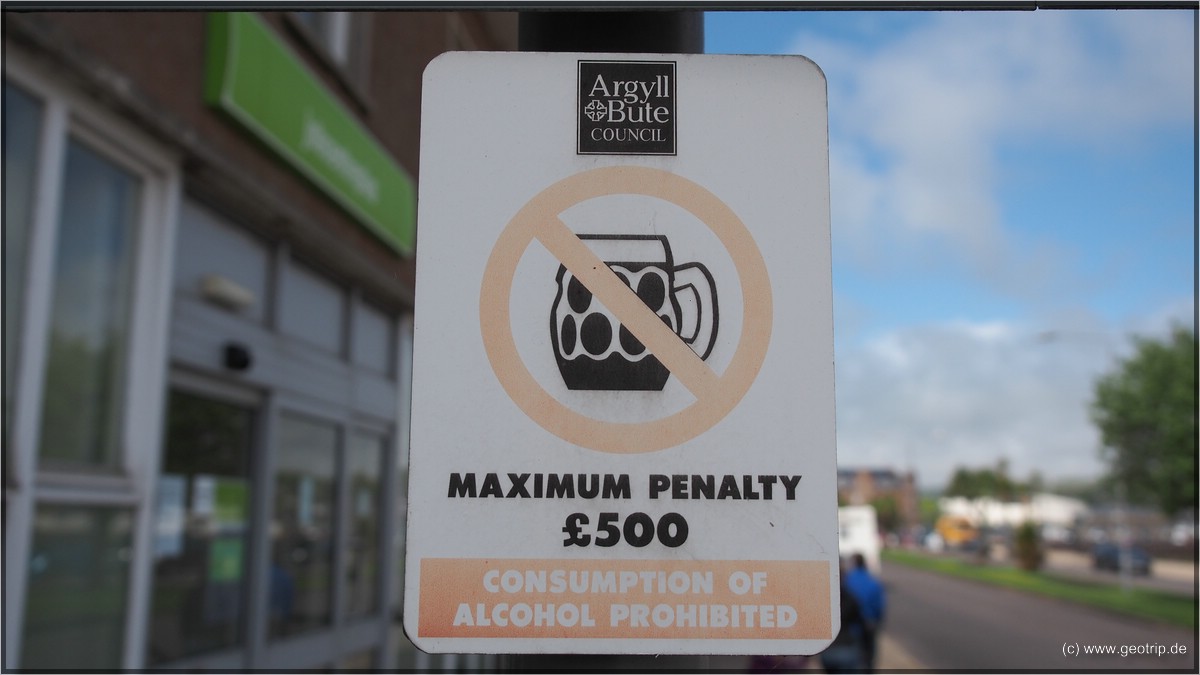 Argyll
Bute
COUNCIL
MAXIMUM PENALTY
£500
CONSUMPTION OF
ALCOHOL PROHIBITED
(c) www.geotrip.de